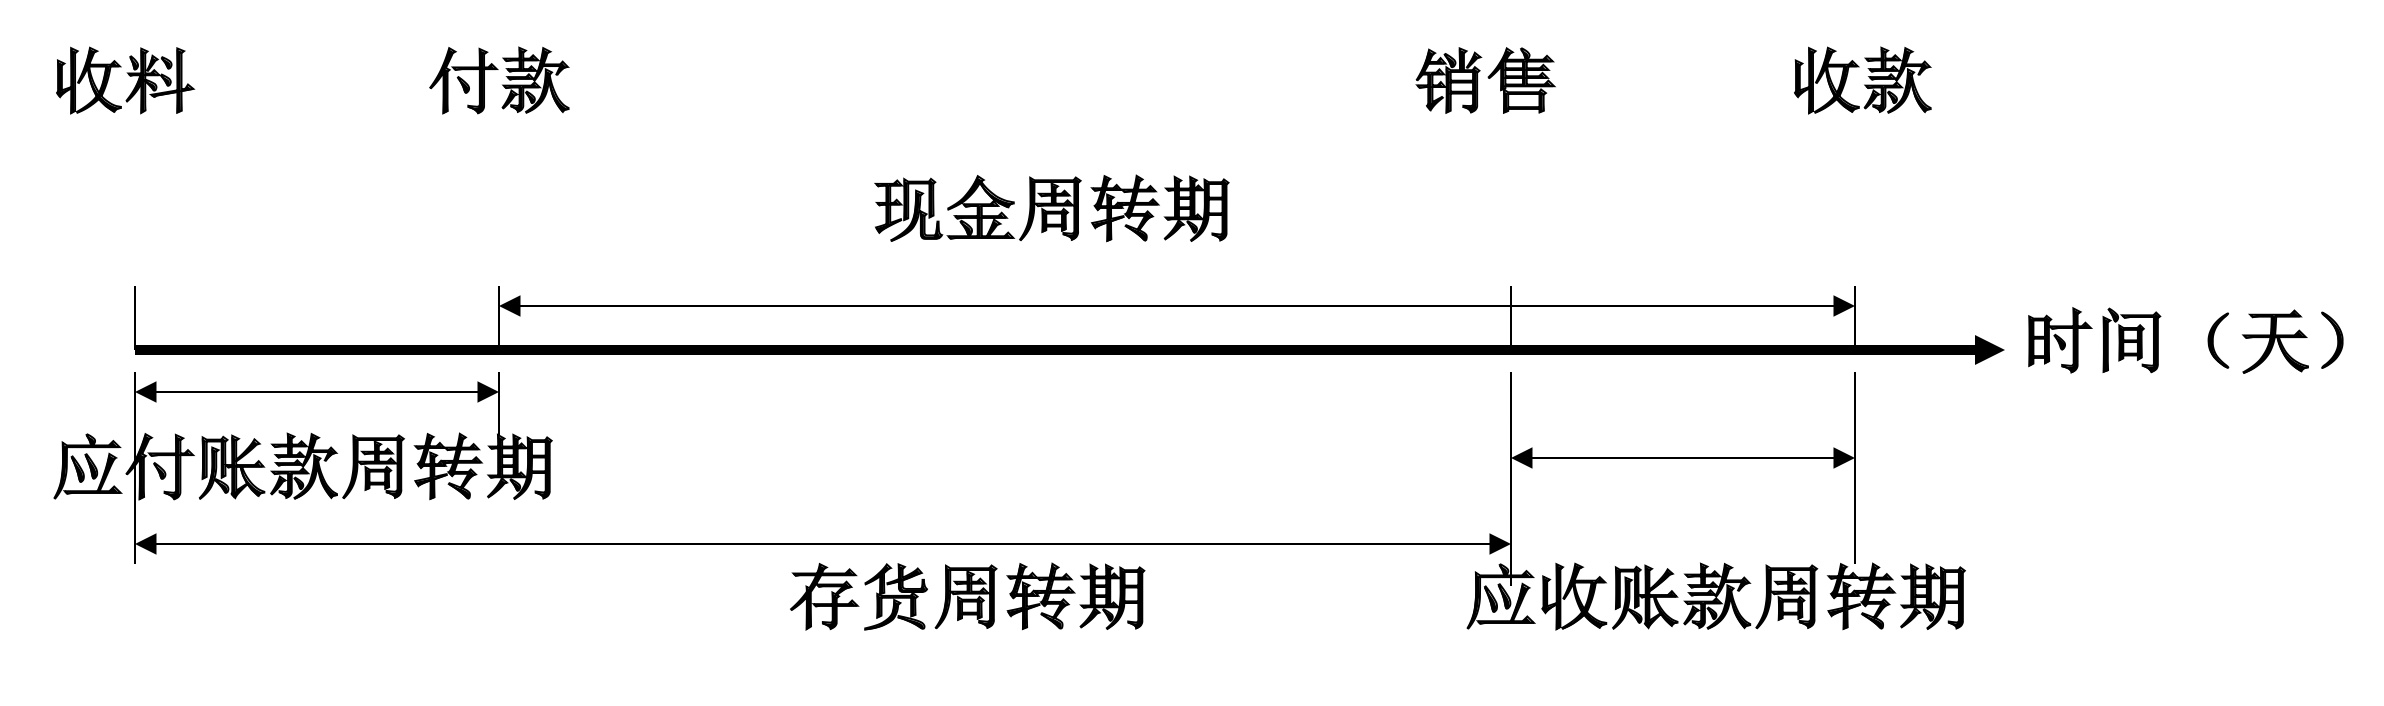 收料 付款 销售 收款
现金周转期
时间（天）
应付账款周转期
存货周转期 应收账款周转期